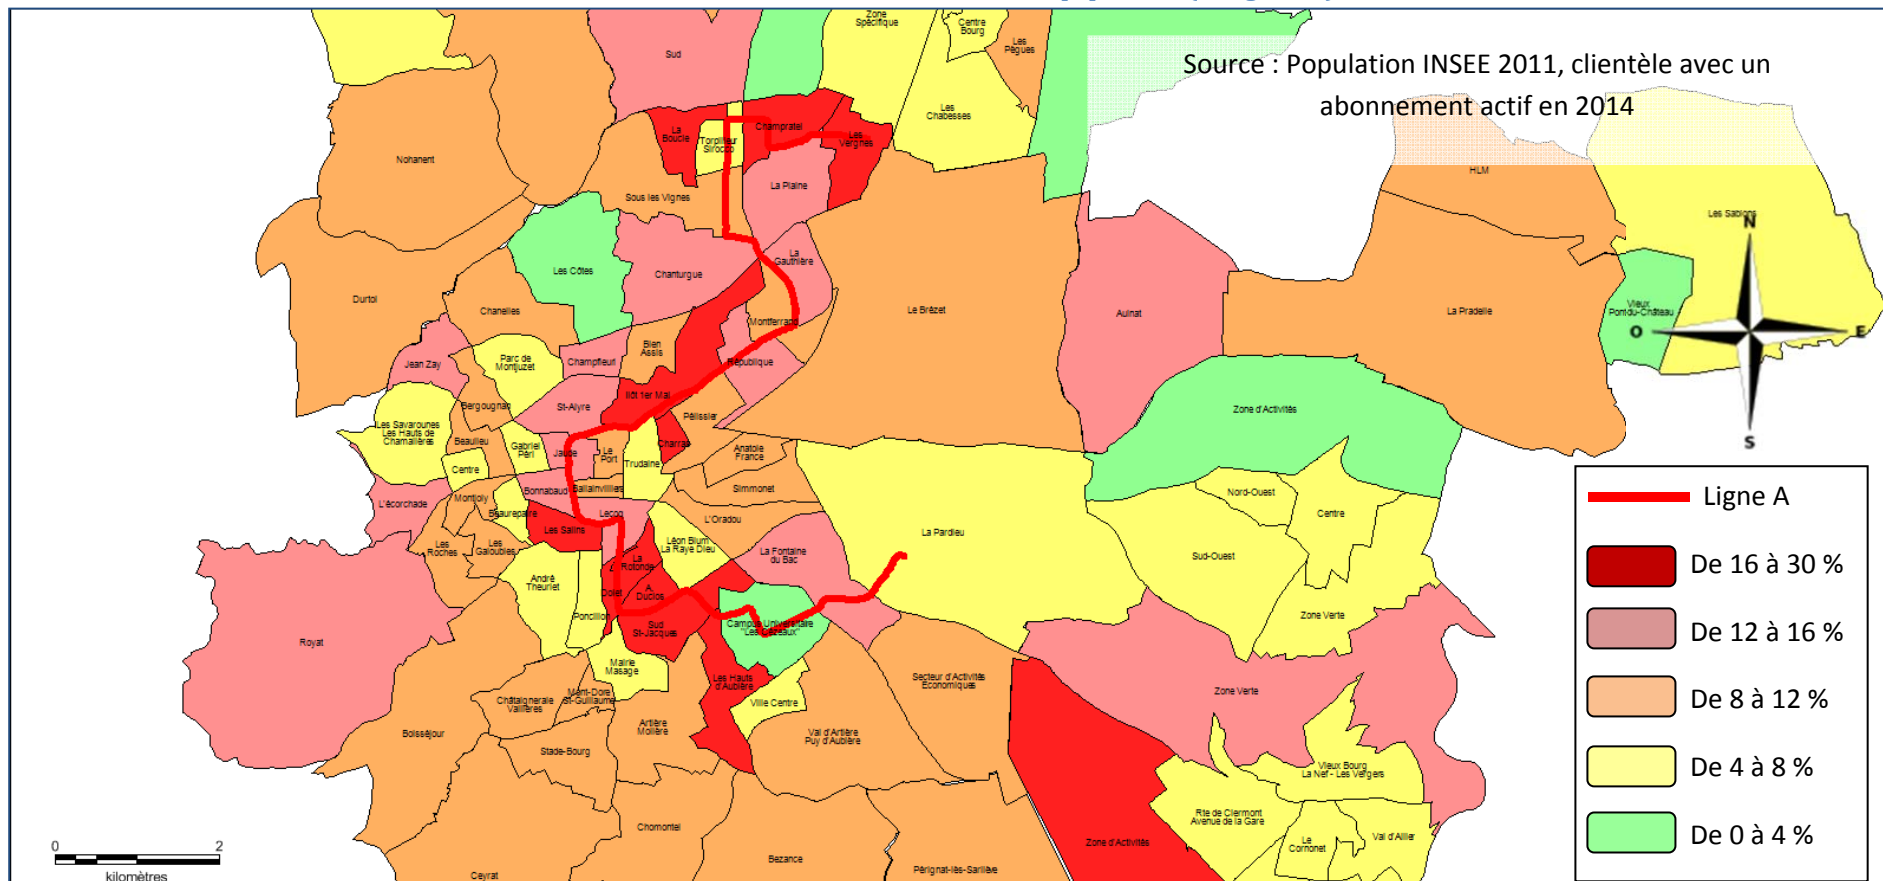 Source : Population INSEE 2011, clientèle avec un
abonnement actif en 2014
Zone
Spécifique
Centre
Bourg
Les
Pègues
Sud
Les
Chabesses
La
Boucle
Torpilleur
Sirocco
Champratel
Les
Vergnes
Nohanent
HLM
La Plaine
Sous les Vignes
Les Sablons
N
La
Gauthière
Les Côtes
Chanturgue
Durtol
Chanelles
Le Brézet
Aulnat
La Pradelle
Vieux
Pont-du-Château
Montferrand
O
E
Bien
Assis
Jean Zay
Parc de
Montjuzet
Champfleuri
République
Ilôt 1er Mai
Bergougnan
St-Alyre
Pélissier
Zone d'Activités
Les Savarounes
Les Hauts de
Chamalières
Beaulieu
Gabriel
Péri
Jaude
Le
Port
Charras
Anatole
France
S
Centre
Trudaine
L'écorchade
Montjoly
Bonnabaud
Ballainvilliers
Simmonet
Nord-Ouest
Beaurepaire
Lecoq
L'Oradou
Centre
Les Salins
La Pardieu
Les
Roches
Les
Galoubies
Léon Blum
La Raye Dieu
La Fontaine
du Bac
Sud-Ouest
La
Rotonde
André
Theuriet
Dolet
A.
Duclos
Poncillon
Zone Verte
Sud
St-Jacques
Campus Universitaire
"Les Cézeaux"
Royat
Mairie
Masage
Les Hauts
d'Aubière
Secteur d'Activités
Economiques
Zone Verte
Châtaigneraie
Vallières
Mont-Dore
St-Guillaume
Ville Centre
Boisséjour
Artière
Molière
Val d'Artière
Puy d'Aubière
Stade-Bourg
Vieux Bourg
La Nef - Les Vergers
Rte de Clermont
Avenue de la Gare
Chomontel
Val d'Allier
Zone d'Activités
Le
Cornonet
Bezance
Pérignat-lès-Sarliève
Ceyrat
0 2
kilomètres
Ligne A
De 16 à 30 %
De 12 à 16 %
De 8 à 12 %
De 4 à 8 %
De 0 à 4 %